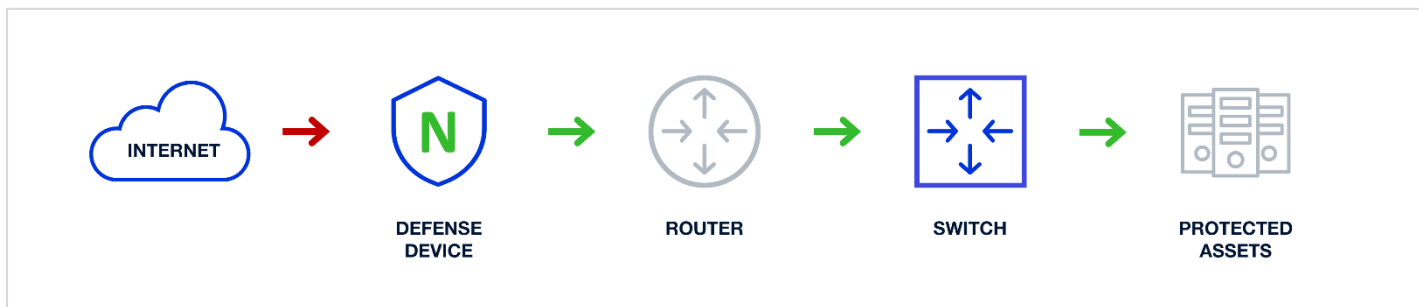 INTERNET
N
DEFENSE
DEVICE
ROUTER
SWITCH
PROTECTED
ASSETS